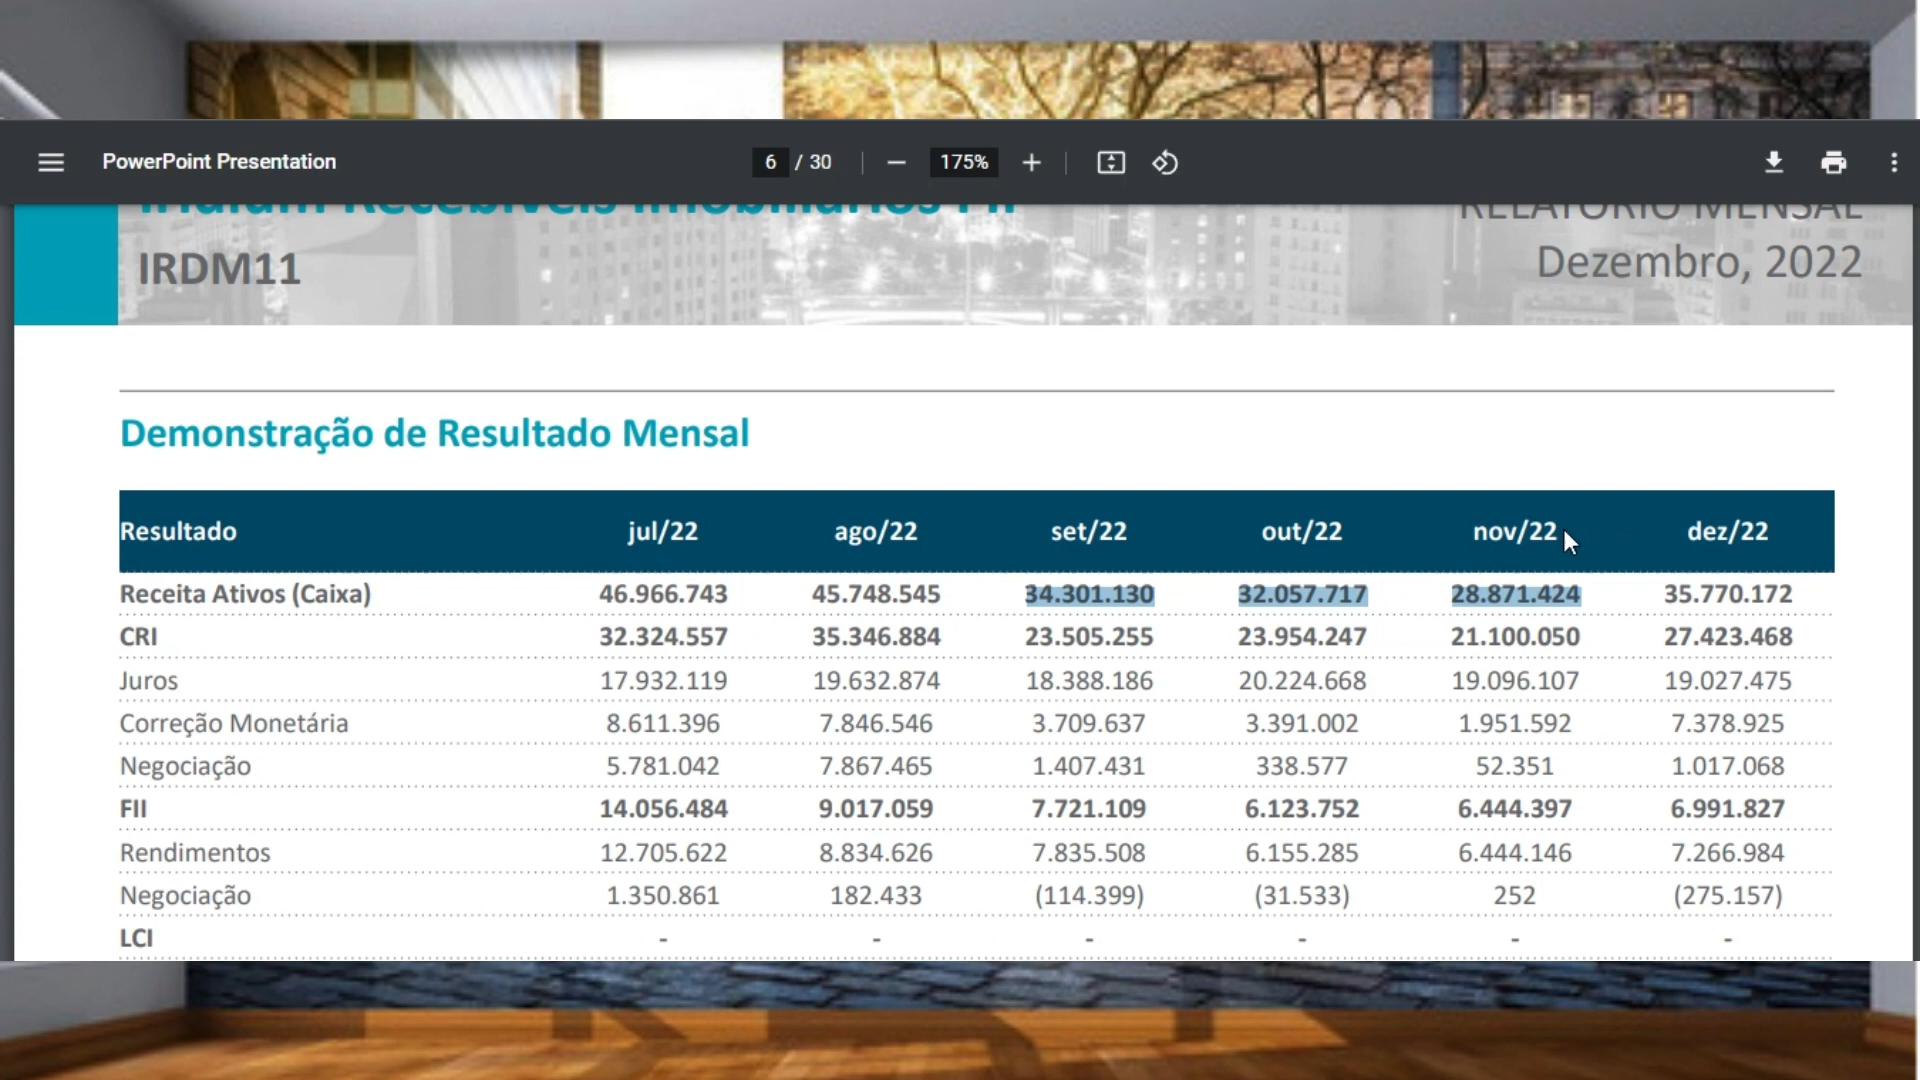 PowerPoint Presentation
6 / 30
175%
Iridium Recebíveis Imobiliários FII
RELATÓRIO MENSAL
IRDM11
Dezembro, 2022
Demonstração de Resultado Mensal
Resultado jul/22 ago/22 set/22 out/22 nov/22 dez/22
Receita Ativos (Caixa) 46.966.743 45.748.545 34.301.130 32.057.717 28.871.424 35.770.172
CRI 32.324.557 35.346.884 23.505.255 23.954.247 21.100.050 27.423.468
Juros 17.932.119 19.632.874 18.388.186 20.224.668 19.096.107 19.027.475
Correção Monetária 8.611.396 7.846.546 3.709.637 3.391.002 1.951.592 7.378.925
Negociação 5.781.042 7.867.465 1.407.431 338.577 52.351 1.017.068
FII 14.056.484 9.017.059 7.721.109 6.123.752 6.444.397 6.991.827
Rendimentos 12.705.622 8.834.626 7.835.508 6.155.285 6.444.146 7.266.984
Negociação 1.350.861 182.433 (114.399) (31.533) 252 (275.157)
LCI - - - - - -